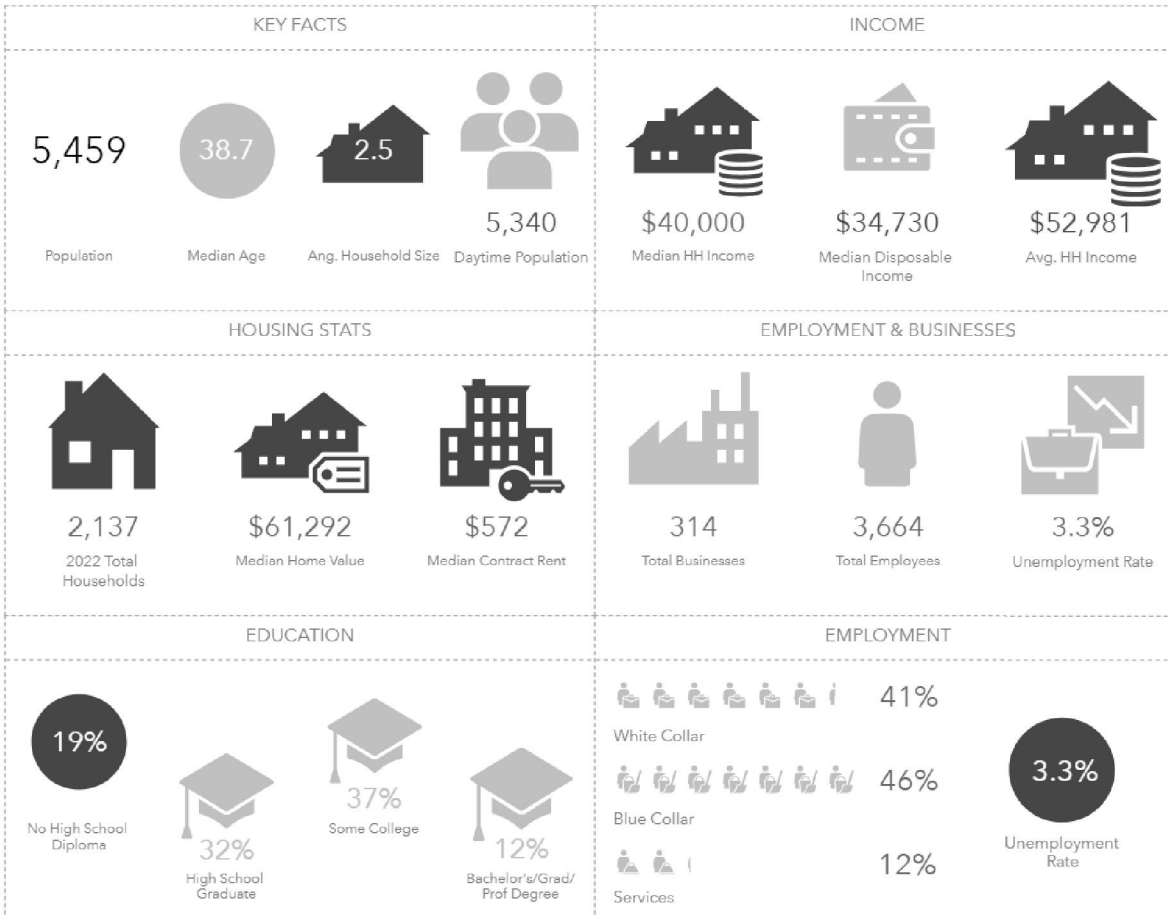 KEY FACTS
5,459
Population
38.7
Median Age
2.5
Ang. Household Size
5,340
Daytime Population
INCOME
$40,000
Median HH Income
$34,730
Median Disposable
Income
$52,981
Avg. HH Income
HOUSING STATS
2,137
2022 Total
Households
$61,292
Median Home Value
$572
Median Contract Rent
EMPLOYMENT & BUSINESSES
314
Total Businesses
3,664
Total Employees
3.3%
Unemployment Rate
EDUCATION
19%
No High School
Diploma
32%
High School
Graduate
37%
Some College
12%
Bachelor's/Grad/
Prof Degree
EMPLOYMENT
41%
White Collar
46%
Blue Collar
12%
Services
3.3%
Unemployment
Rate